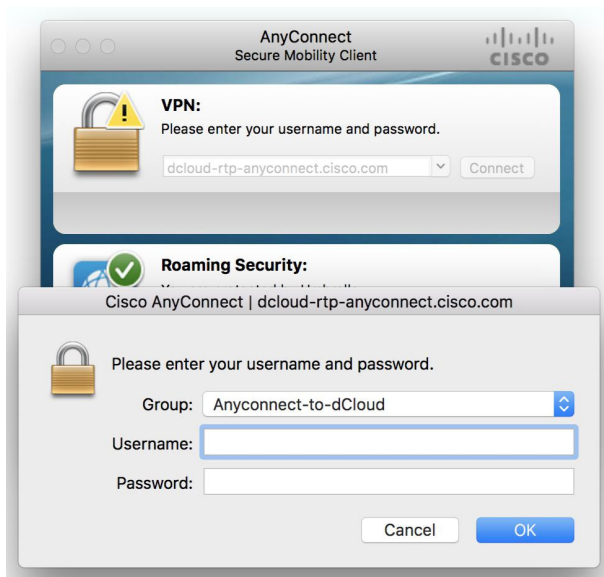 AnyConnect
Secure Mobility Client
CISCO
VPN:
Please enter your username and password.
dcloud-rtp-anyconnect.cisco.com
Connect
Roaming Security:
Cisco AnyConnect | dcloud-rtp-anyconnect.cisco.com
Please enter your username and password.
Group: Anyconnect-to-dCloud
Username:
Password:
Cancel OK